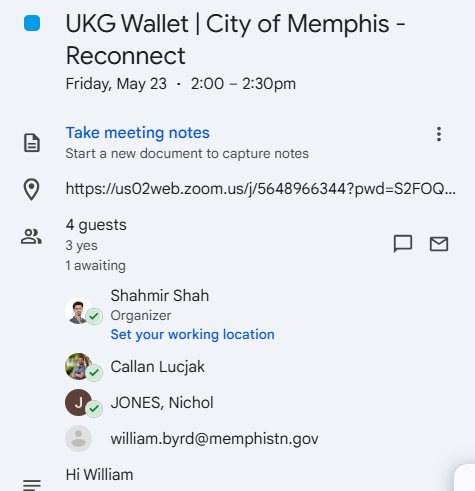 UKG Wallet | City of Memphis -
Reconnect
Friday, May 23 · 2:00 – 2:30pm
Take meeting notes
Start a new document to capture notes
https://us02web.zoom.us/j/5648966344?pwd=S2FOQ...
4 guests
3 yes
1 awaiting
Shahmir Shah
Organizer
Set your working location
Callan Lucjak
J
JONES, Nichol
william.byrd@memphistn.gov
Hi William